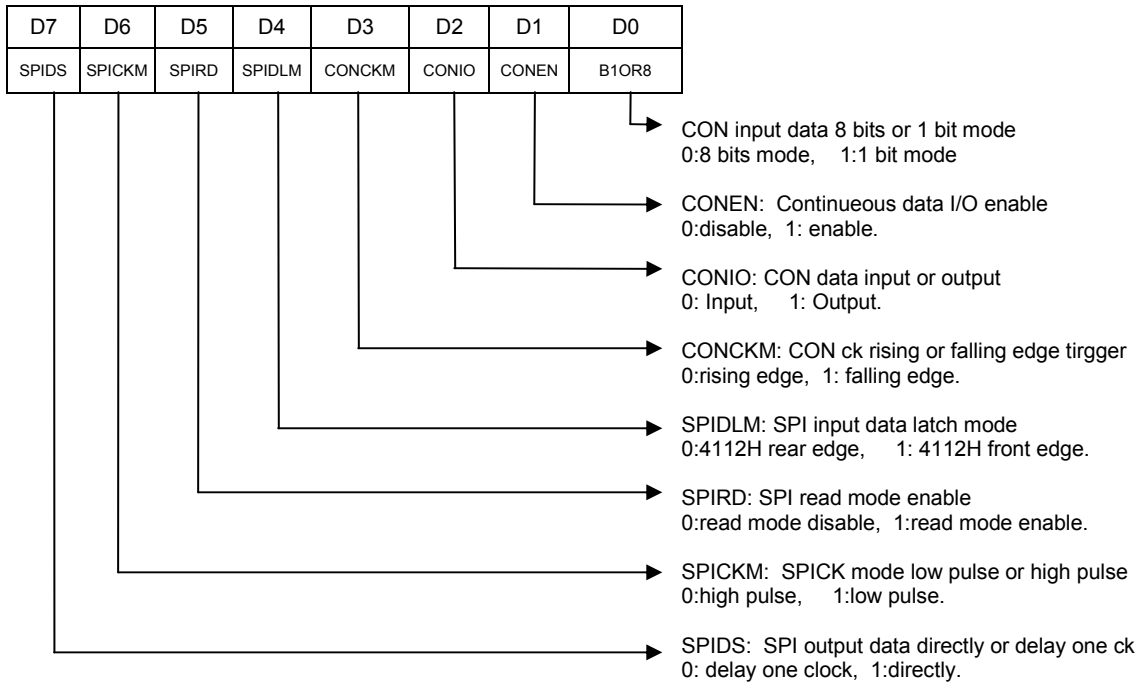 D7 D6 D5 D4 D3 D2 D1 D0
SPIDS SPICKM SPIRD SPIDLM CONCKM CONIO CONEN B1OR8
CON input data 8 bits or 1 bit mode
0:8 bits mode, 1:1 bit mode
CONEN: Continueous data I/O enable
0:disable, 1: enable.
CONIO: CON data input or output
0: Input, 1: Output.
CONCKM: CON ck rising or falling edge tirgger
0:rising edge, 1: falling edge.
SPIDLM: SPI input data latch mode
0:4112H rear edge, 1: 4112H front edge.
SPIRD: SPI read mode enable
0:read mode disable, 1:read mode enable.
SPICKM: SPICK mode low pulse or high pulse
0:high pulse, 1:low pulse.
SPIDS: SPI output data directly or delay one ck
0: delay one clock, 1:directly.